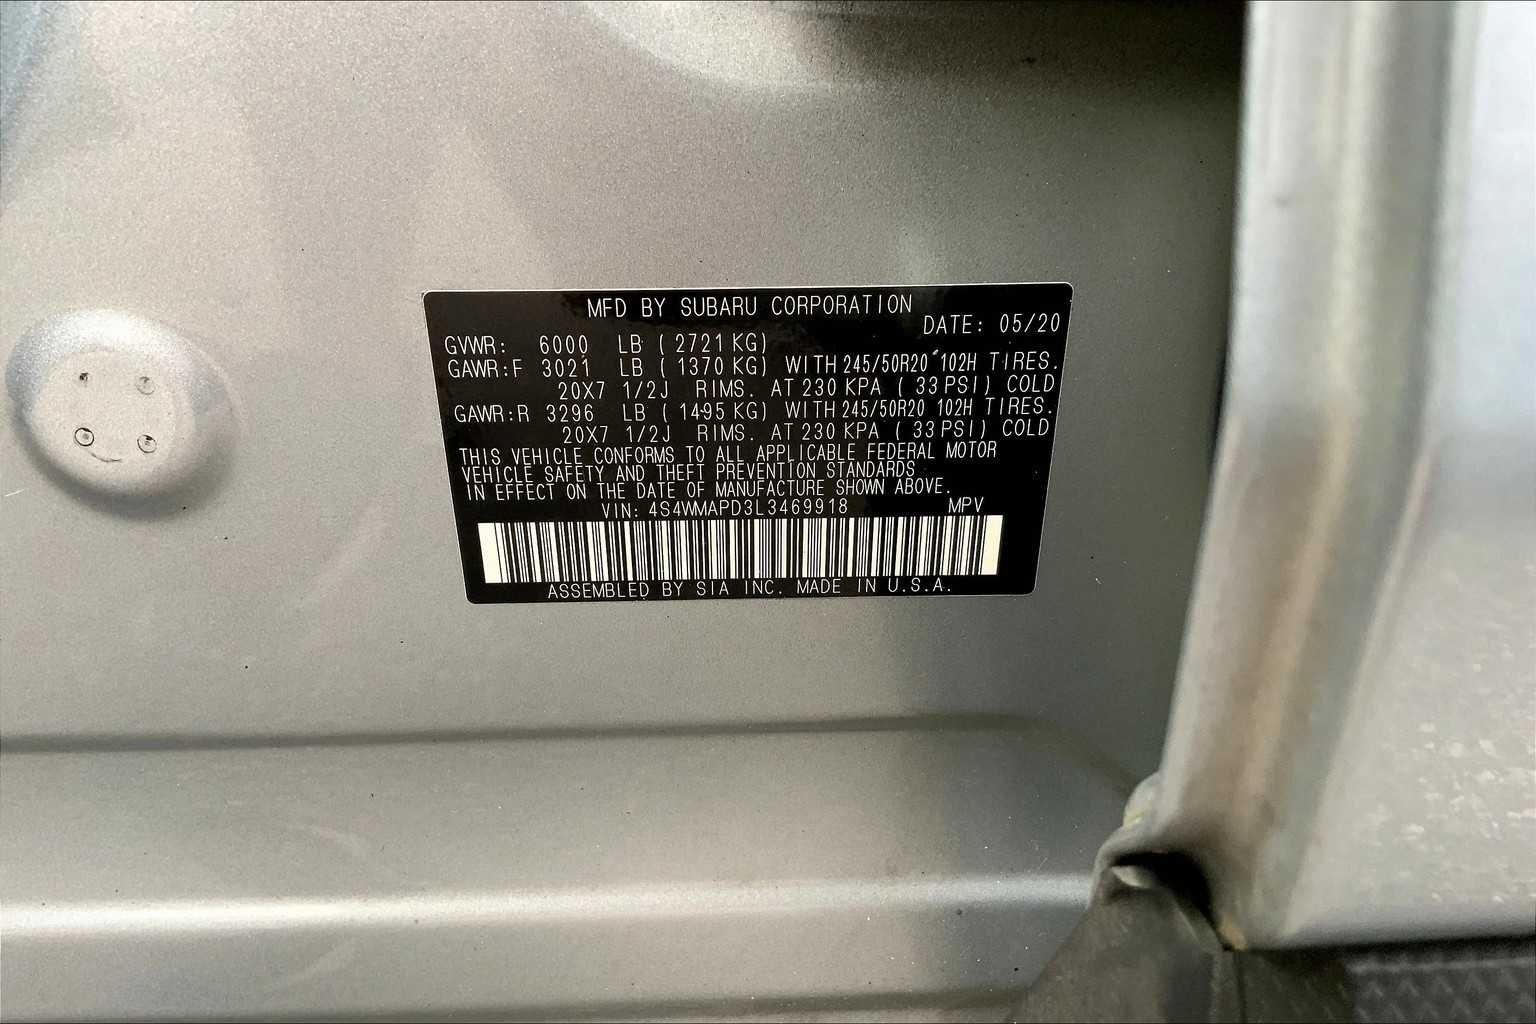 MFD BY SUBARU CORPORATION
DATE: 05/20
GVWR: 6000 LB ( 2721 KG)
GAWR:F 3021 LB ( 1370 KG) WITH 245/50R20 102H TIRES.
20X7 1/2J RIMS. AT 230 KPA ( 33 PSI) COLD
GAWR:R 3296 LB ( 1495 KG) WITH 245/50R20 102H TIRES.
20X7 1/2J RIMS. AT 230 KPA ( 33 PSI) COLD
THIS VEHICLE CONFORMS TO ALL APPLICABLE FEDERAL MOTOR
VEHICLE SAFETY AND THEFT PREVENTION STANDARDS
IN EFFECT ON THE DATE OF MANUFACTURE SHOWN ABOVE.
VIN: 4S4WMAPD3L3469918 MPV
ASSEMBLED BY SIA INC. MADE IN U.S.A.